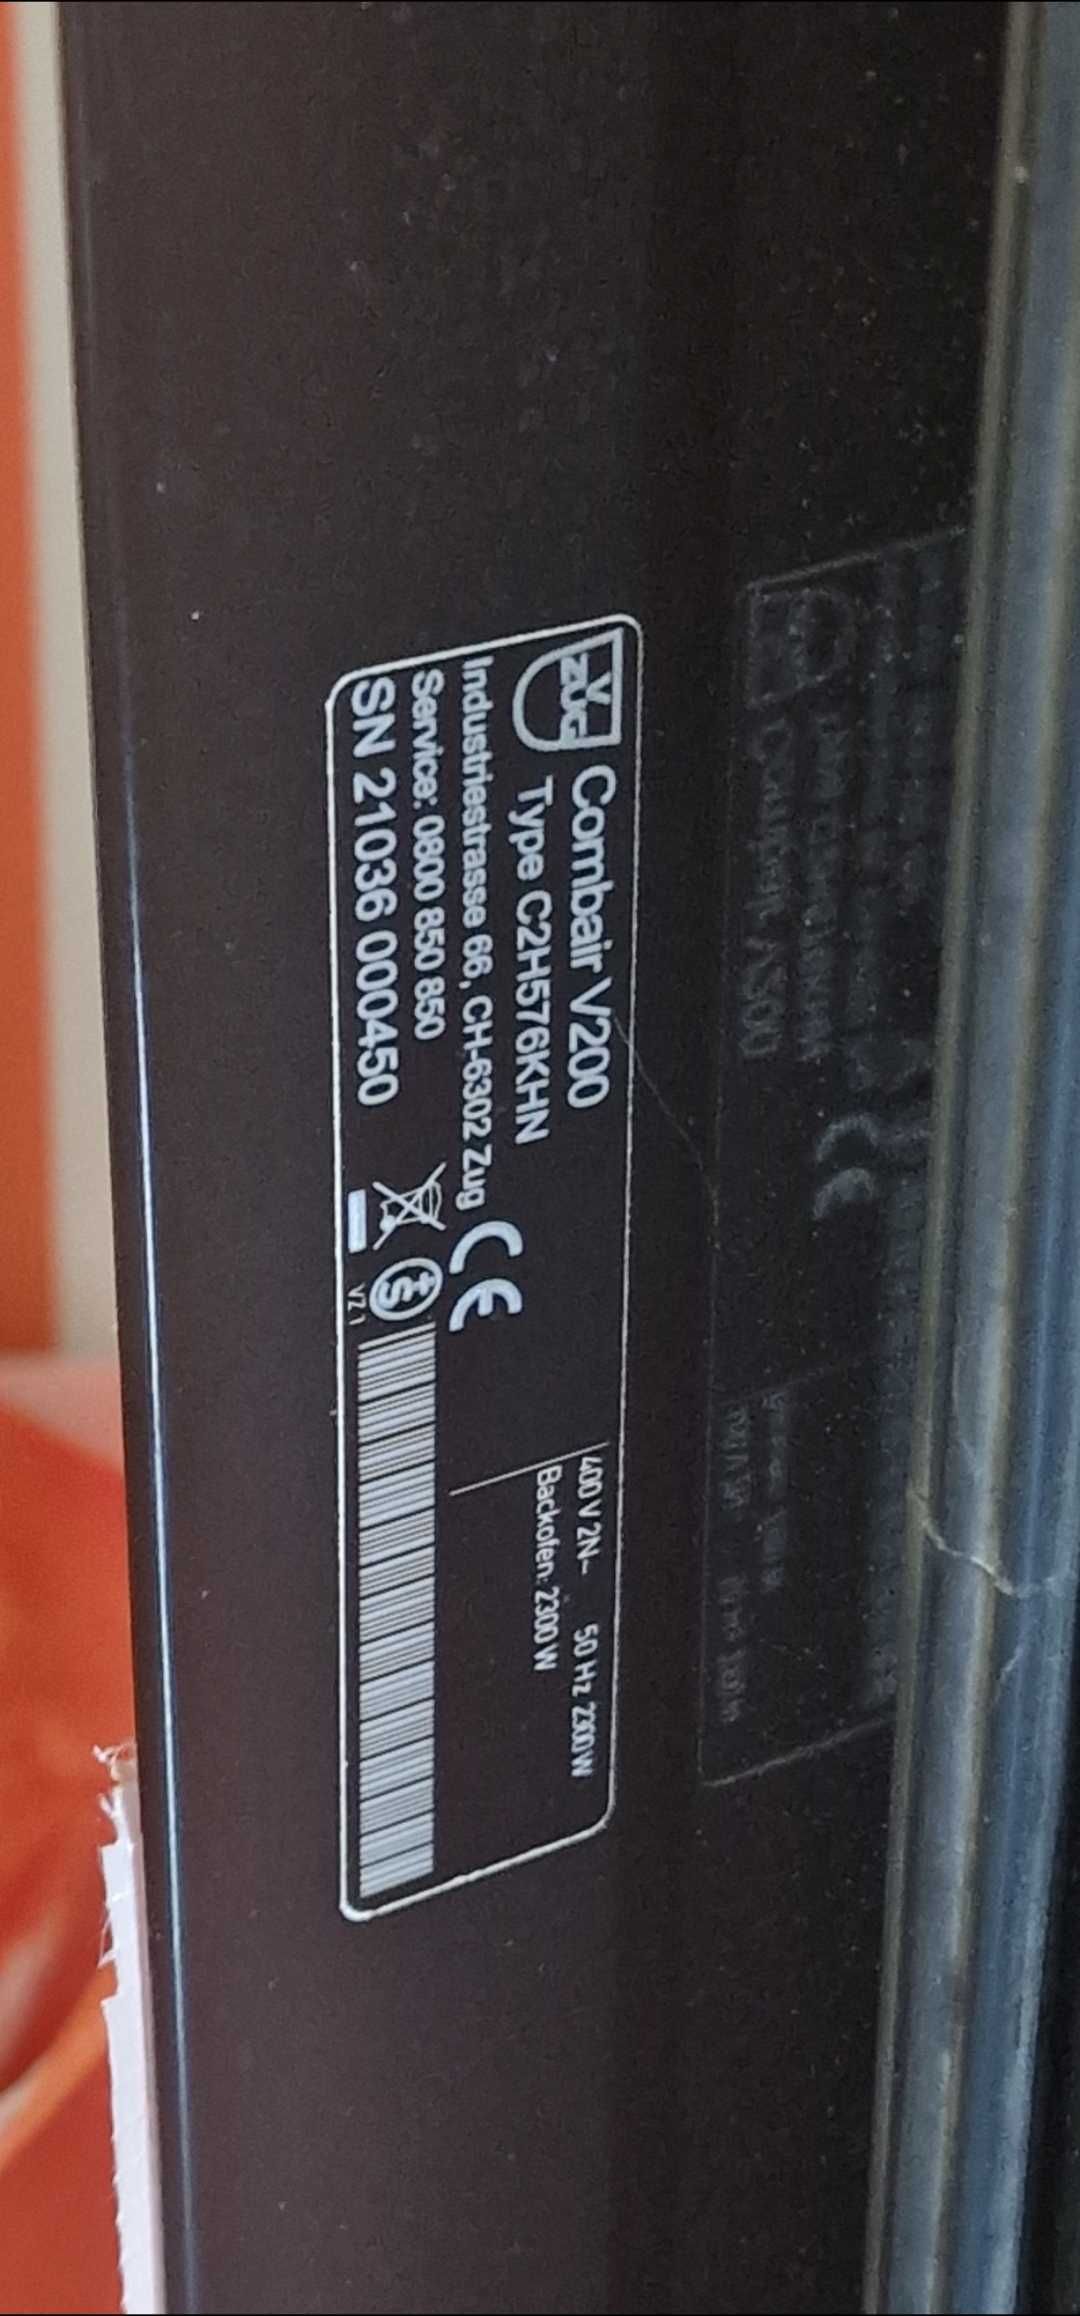 V ZUG
Combair V200
Type C2H576KHN
Industriestrasse 66, CH-6302 Zug
Service: 0800 850 850
SN 21036 000450
CE
S
VZ 1
400 V 2N~ 50 Hz 2300 W
Backofen: 2300 W